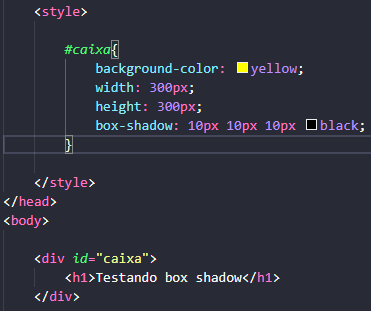 <style>
#caixa{
background-color: yellow;
width: 300px;
height: 300px;
box-shadow: 10px 10px 10px black;
}
</style>
</head>
<body>
<div id="caixa">
<h1>Testando box shadow</h1>
</div>